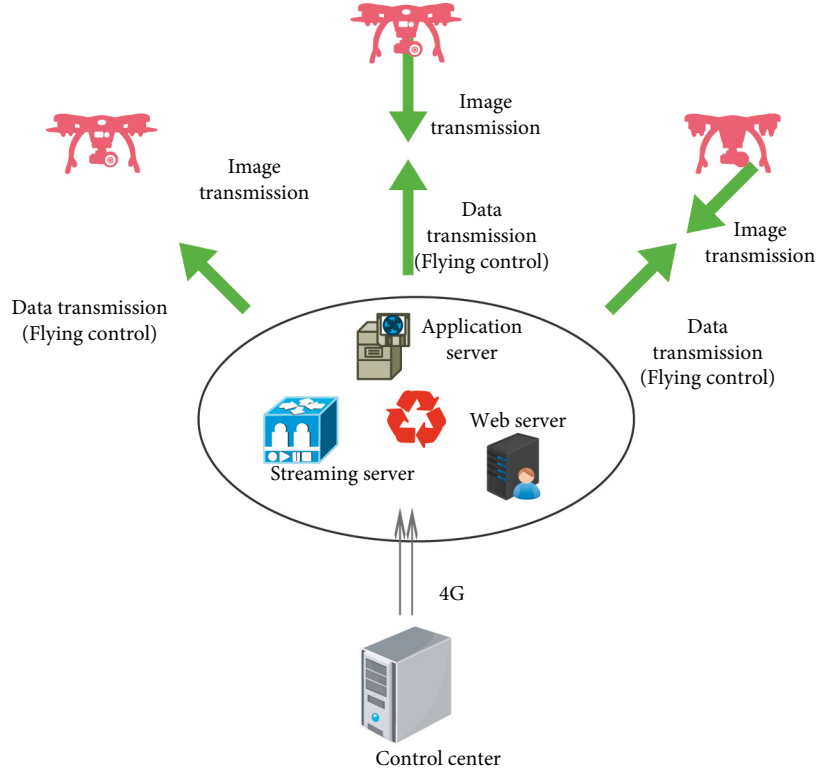 Image
transmission
Image
transmission
Data
transmission
(Flying control)
Image
transmission
Data transmission
(Flying control)
Data
transmission
(Flying control)
Application
server
Web server
Streaming server
4G
Control center